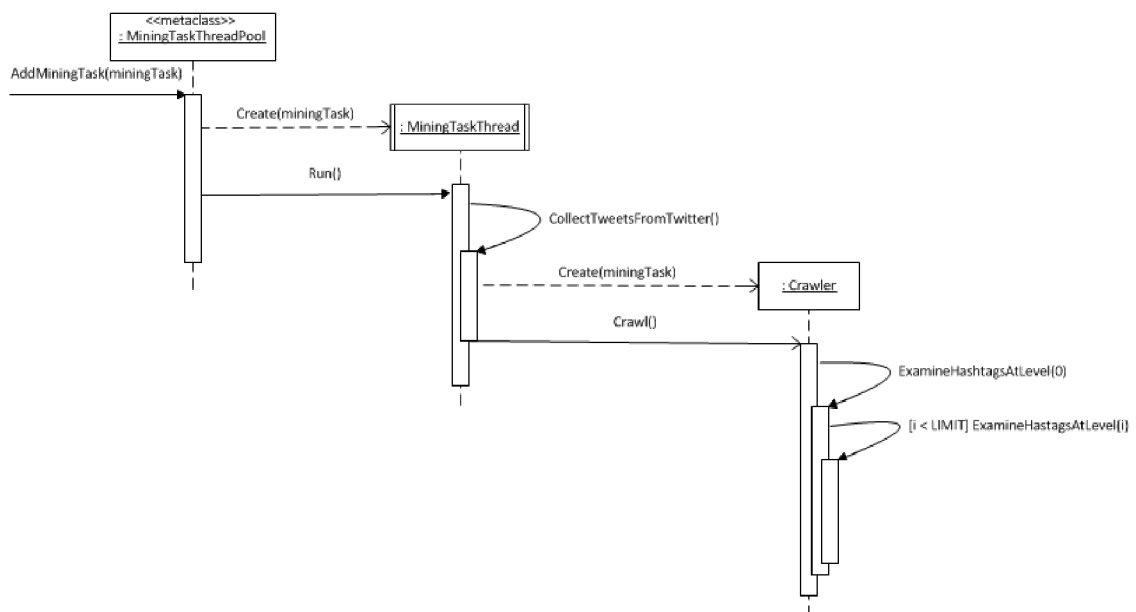 <<metaclass>>
: MiningTaskThreadPool
AddMiningTask(miningTask)
Create(miningTask)
: MiningTaskThread
Run()
CollectTweetsFromTwitter()
Create(miningTask)
: Crawler
Crawl()
ExamineHashtagsAtLevel(0)
[i < LIMIT] ExamineHastagsAtLevel(i)